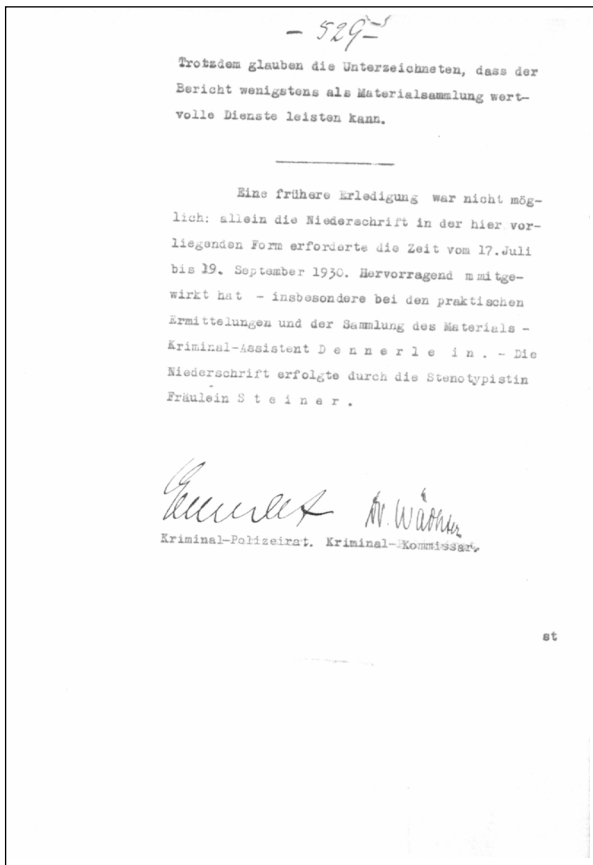 - 529 -
Trotzdem glauben die Unterzeichneten, dass der
Bericht wenigstens als Materialsammlung wert-
volle Dienste leisten kann.
Eine frühere Erledigung war nicht mög-
lich; allein die Niederschrift in der hier vor-
liegenden Form erforderte die Zeit vom 17. Juli
bis 19. September 1930. Hervorragend mmitge-
wirkt hat - insbesondere bei den praktischen
Ermittelungen und der Sammlung des Materials -
Kriminal-Assistent D e n n e r l e i n . - Die
Niederschrift erfolgte durch die Stenotypistin
Fräulein S t e i n e r .
Dr. Wächter
Kriminal-Polizeirat. Kriminal-Kommissar.
st